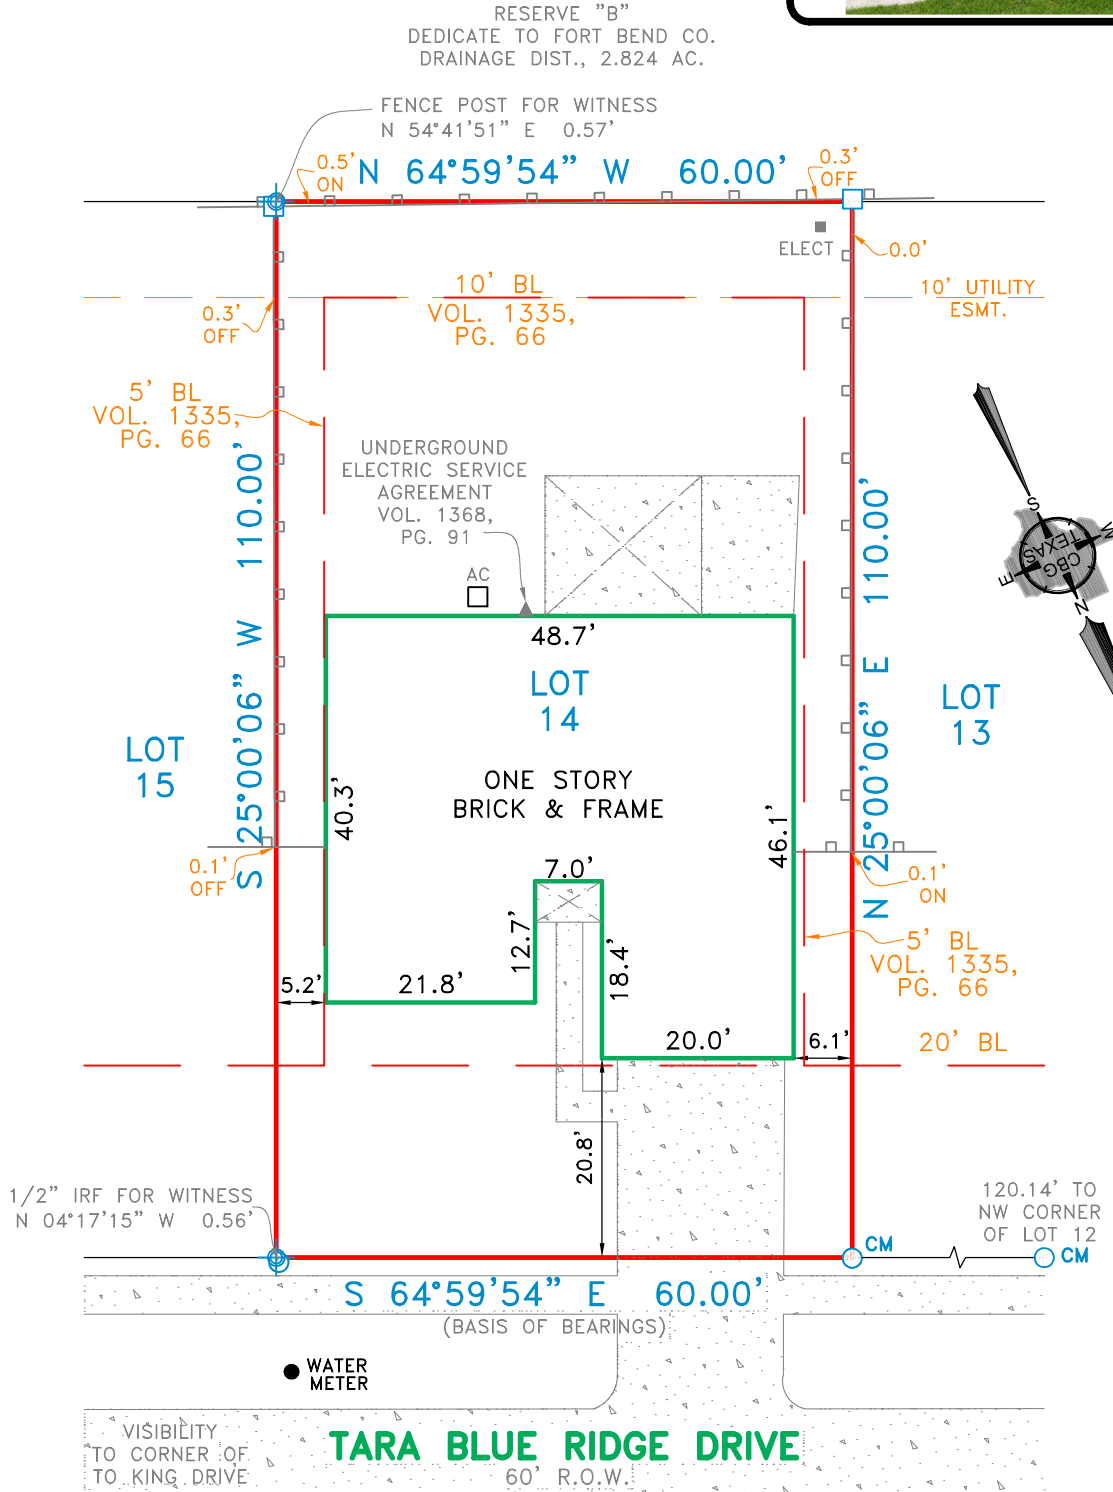 RESERVE "B"
DEDICATE TO FORT BEND CO.
DRAINAGE DIST., 2.824 AC.
FENCE POST FOR WITNESS
N 54°41'51" E 0.57'
0.5'
ON
N 64°59'54" W 60.00'
0.3'
OFF
ELECT
0.0'
10' UTILITY
ESMT.
10' BL
VOL. 1335,
PG. 66
0.3'
OFF
5' BL
VOL. 1335,
PG. 66
UNDERGROUND
ELECTRIC SERVICE
AGREEMENT
VOL. 1368,
PG. 91
AC
S 25°00'06" W 110.00'
N 25°00'06" E 110.00'
S
W
E
N
CBG
TEXAS
48.7'
LOT
14
LOT
13
LOT
15
ONE STORY
BRICK & FRAME
40.3'
46.1'
7.0'
12.7'
18.4'
0.1'
OFF
0.1'
ON
5' BL
VOL. 1335,
PG. 66
5.2'
21.8'
20.0'
6.1'
20' BL
20.8'
1/2" IRF FOR WITNESS
N 04°17'15" W 0.56'
120.14' TO
NW CORNER
OF LOT 12
CM
CM
S 64°59'54" E 60.00'
(BASIS OF BEARINGS)
WATER
METER
VISIBILITY
TO CORNER OF
TO KING DRIVE
TARA BLUE RIDGE DRIVE
60' R.O.W.